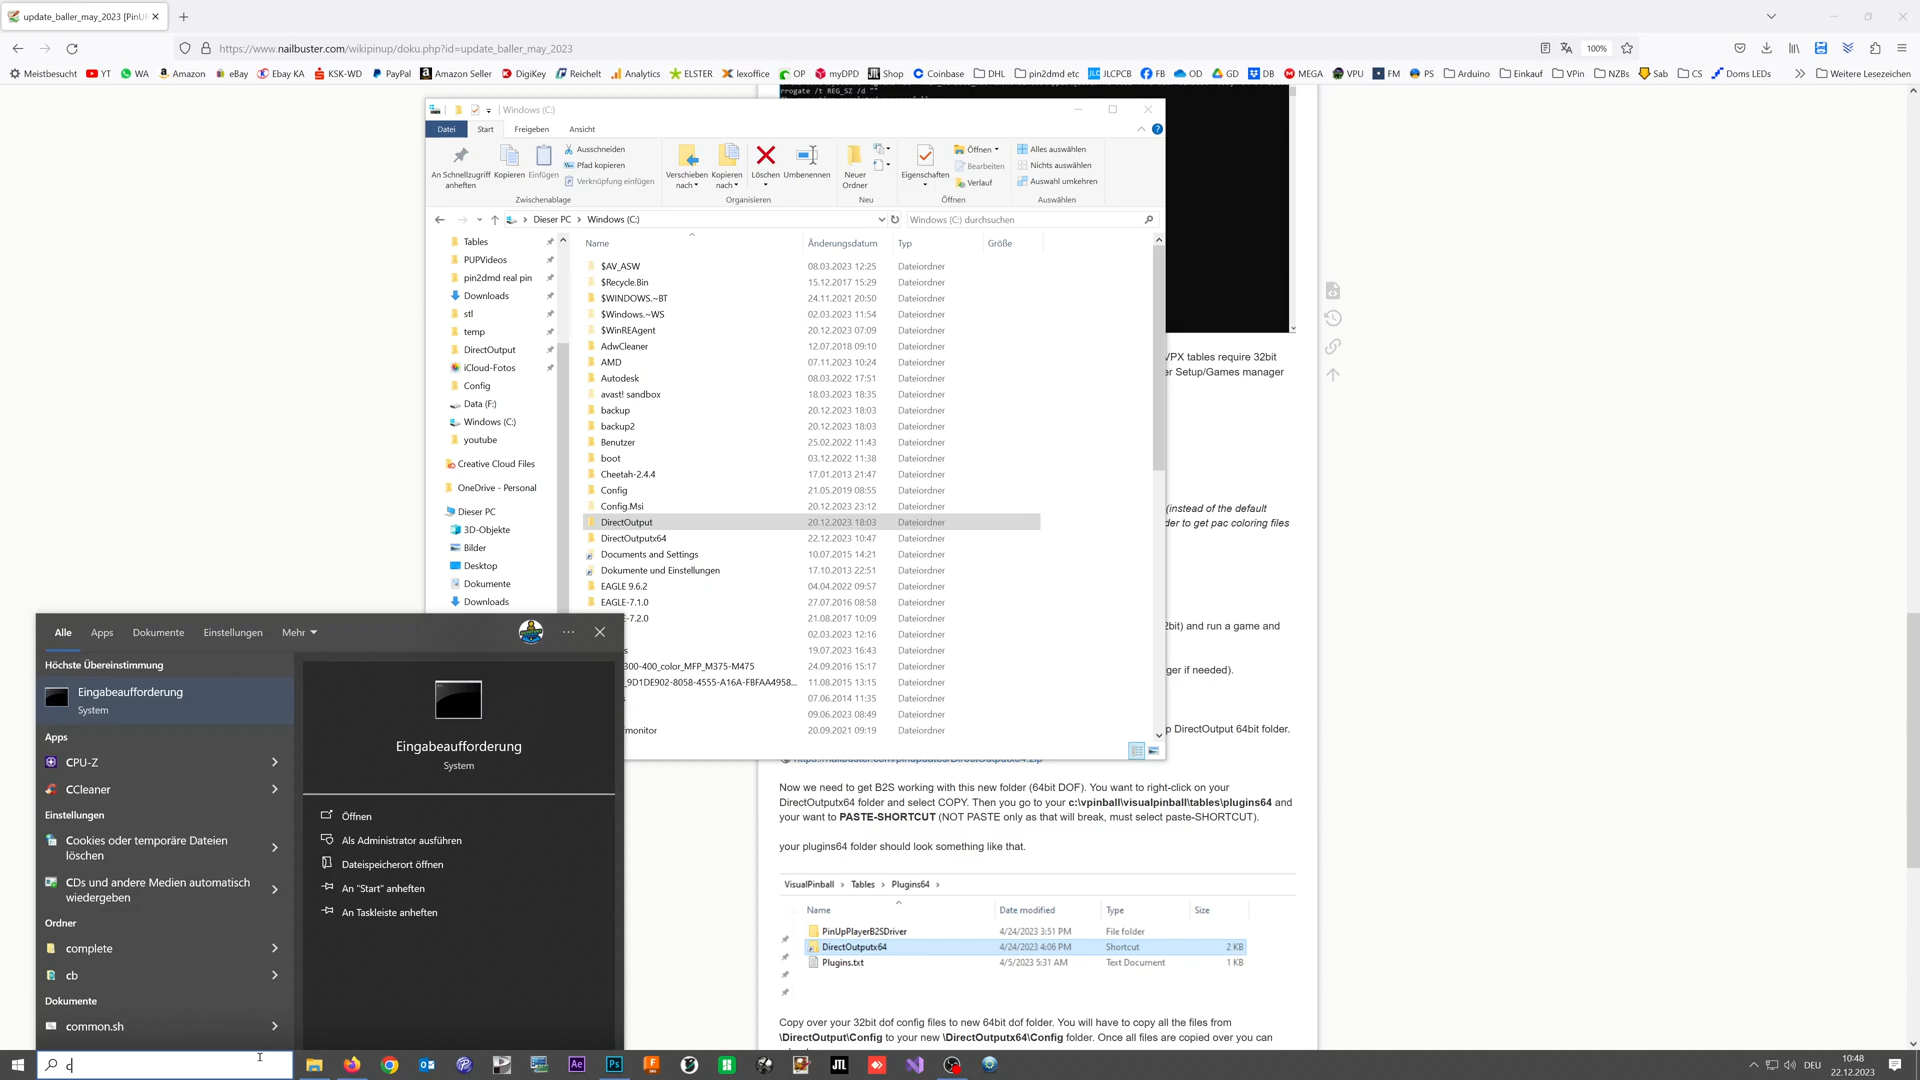 update_baller_may_2023 [PinUP
https://www.nailbuster.com/wikipinup/doku.php?id=update_baller_may_2023
100%
Meistbesucht YT WA Amazon eBay Ebay KA KSK-WD PayPal Amazon Seller DigiKey Reichelt Analytics ELSTER lexoffice OP myDPD Shop Coinbase DHL pin2dmd etc JLCPCB FB OD GD DB MEGA VPU FM PS Arduino Einkauf VPin NZBs Sab CS Doms LEDs Weitere Lesezeichen
rrogate /t REG_SZ /d ""
Windows (C:)
Datei Start Freigeben Ansicht
An Schnellzugriff anheften
Kopieren
Einfügen
Ausschneiden
Pfad kopieren
Verknüpfung einfügen
Verschieben nach
Kopieren nach
Löschen
Umbenennen
Neuer Ordner
Eigenschaften
Öffnen
Bearbeiten
Verlauf
Alles auswählen
Nichts auswählen
Auswahl umkehren
Zwischenablage Organisieren Neu Öffnen Auswählen
Dieser PC Windows (C:)
Windows (C:) durchsuchen
Tables
PUPVideos
pin2dmd real pin
Downloads
stl
temp
DirectOutput
iCloud-Fotos
Config
Data (F:)
Windows (C:)
youtube
Creative Cloud Files
OneDrive - Personal
Dieser PC
3D-Objekte
Bilder
Desktop
Dokumente
Downloads
Name Änderungsdatum Typ Größe
$AV_ASW 08.03.2023 12:25 Dateiordner
$Recycle.Bin 15.12.2017 15:29 Dateiordner
$WINDOWS.~BT 24.11.2021 20:50 Dateiordner
$Windows.~WS 02.03.2023 11:54 Dateiordner
$WinREAgent 20.12.2023 07:09 Dateiordner
AdwCleaner 12.07.2018 09:10 Dateiordner
AMD 07.11.2023 10:24 Dateiordner
Autodesk 08.03.2022 17:51 Dateiordner
avast! sandbox 18.03.2023 18:35 Dateiordner
backup 20.12.2023 18:03 Dateiordner
backup2 20.12.2023 18:03 Dateiordner
Benutzer 25.02.2022 11:43 Dateiordner
boot 03.12.2022 11:38 Dateiordner
Cheetah-2.4.4 17.01.2013 21:47 Dateiordner
Config 21.05.2019 08:55 Dateiordner
Config.Msi 20.12.2023 23:12 Dateiordner
DirectOutput 20.12.2023 18:03 Dateiordner
DirectOutputx64 22.12.2023 10:47 Dateiordner
Documents and Settings 10.07.2015 14:21 Dateiordner
Dokumente und Einstellungen 17.10.2013 22:51 Dateiordner
EAGLE 9.6.2 04.04.2022 09:57 Dateiordner
EAGLE-7.1.0 27.07.2016 08:58 Dateiordner
E-7.2.0 21.08.2017 10:09 Dateiordner
02.03.2023 12:16 Dateiordner
s 19.07.2023 16:43 Dateiordner
300-400_color_MFP_M375-M475 24.09.2016 15:17 Dateiordner
_9D1DE902-8058-4555-A16A-FBFAA4958... 11.08.2015 13:15 Dateiordner
s 07.06.2014 11:35 Dateiordner
09.06.2023 08:49 Dateiordner
monitor 20.09.2021 09:19 Dateiordner
VPX tables require 32bit
er Setup/Games manager
(instead of the default
der to get pac coloring files
2bit) and run a game and
ger if needed).
p DirectOutput 64bit folder.
https://nailbuster.com/pinupdates/DirectOutputx64.zip
Now we need to get B2S working with this new folder (64bit DOF). You want to right-click on your
DirectOutputx64 folder and select COPY. Then you go to your c:\vpinball\visualpinball\tables\plugins64 and
your want to PASTE-SHORTCUT (NOT PASTE only as that will break, must select paste-SHORTCUT).
your plugins64 folder should look something like that.
VisualPinball Tables Plugins64
Name Date modified Type Size
PinUpPlayerB2SDriver 4/24/2023 3:51 PM File folder
DirectOutputx64 4/24/2023 4:06 PM Shortcut 2 KB
Plugins.txt 4/5/2023 5:31 AM Text Document 1 KB
Copy over your 32bit dof config files to new 64bit dof folder. You will have to copy all the files from
\DirectOutput\Config to your new \DirectOutputx64\Config folder. Once all files are copied over you can
Alle Apps Dokumente Einstellungen Mehr
Höchste Übereinstimmung
Eingabeaufforderung
System
Apps
CPU-Z
CCleaner
Einstellungen
Cookies oder temporäre Dateien
löschen
CDs und andere Medien automatisch
wiedergeben
Ordner
complete
cb
Dokumente
common.sh
Eingabeaufforderung
System
Öffnen
Als Administrator ausführen
Dateispeicherort öffnen
An "Start" anheften
An Taskleiste anheften
c
DEU
10:48
22.12.2023